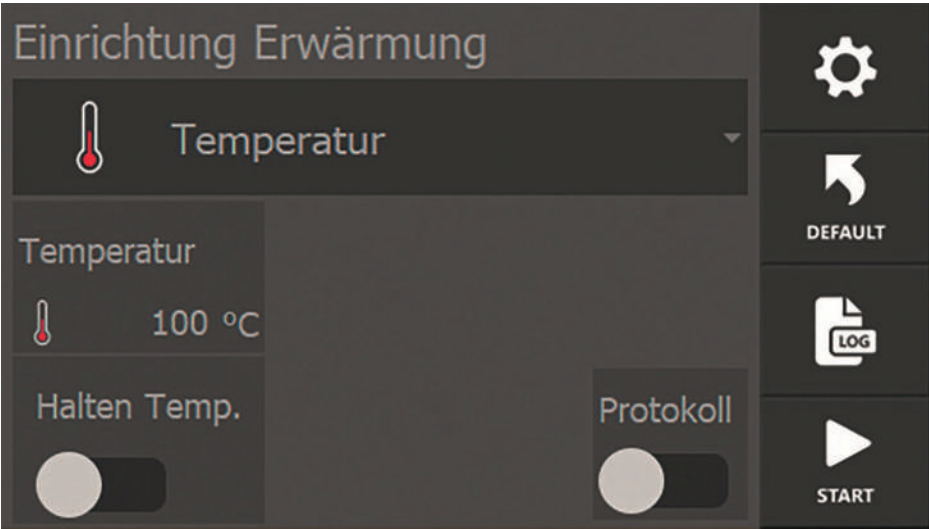 Einrichtung Erwärmung
Temperatur
DEFAULT
Temperatur
100 °C
LOG
Halten Temp.
Protokoll
START